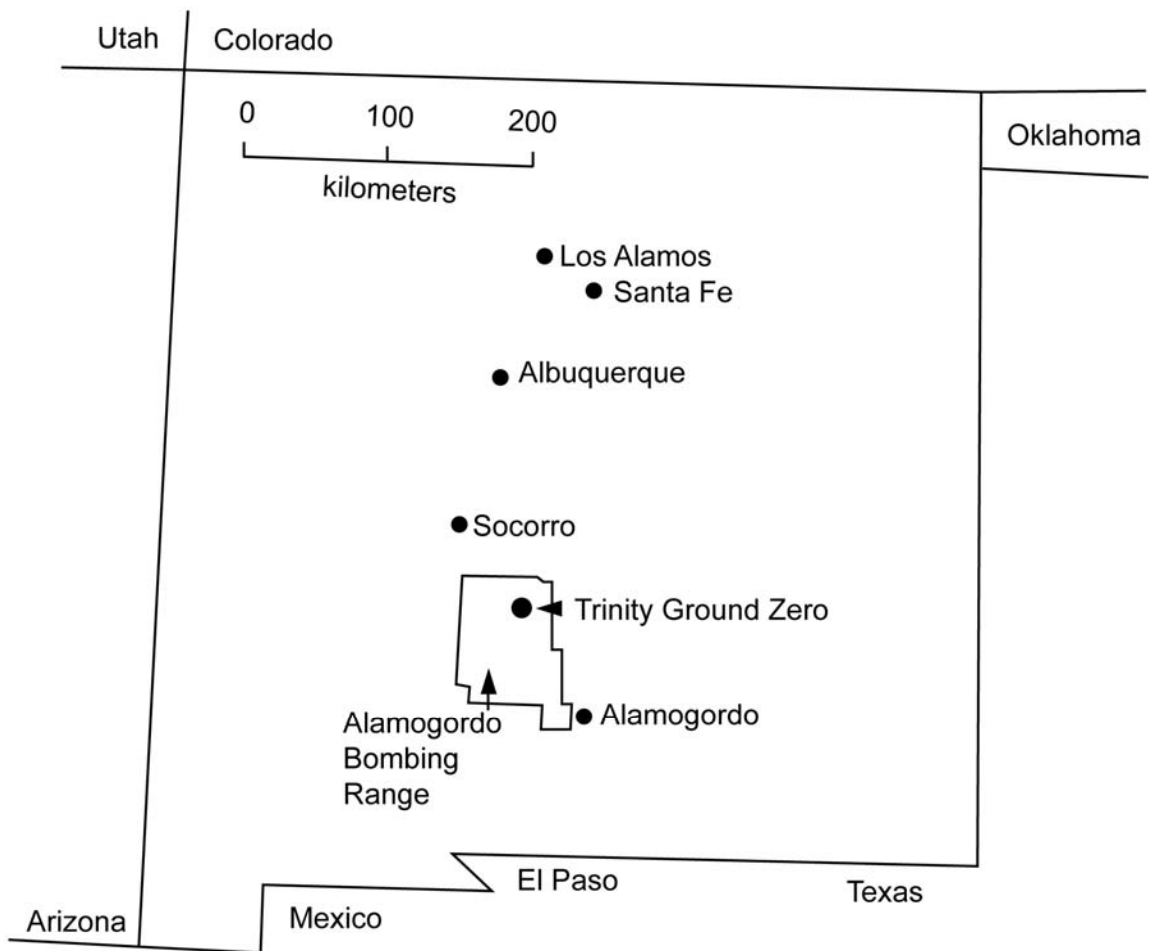 Utah
Colorado
0
100
200
kilometers
Oklahoma
Los Alamos
Santa Fe
Albuquerque
Socorro
Trinity Ground Zero
Alamogordo
Alamogordo
Bombing
Range
El Paso
Texas
Arizona
Mexico